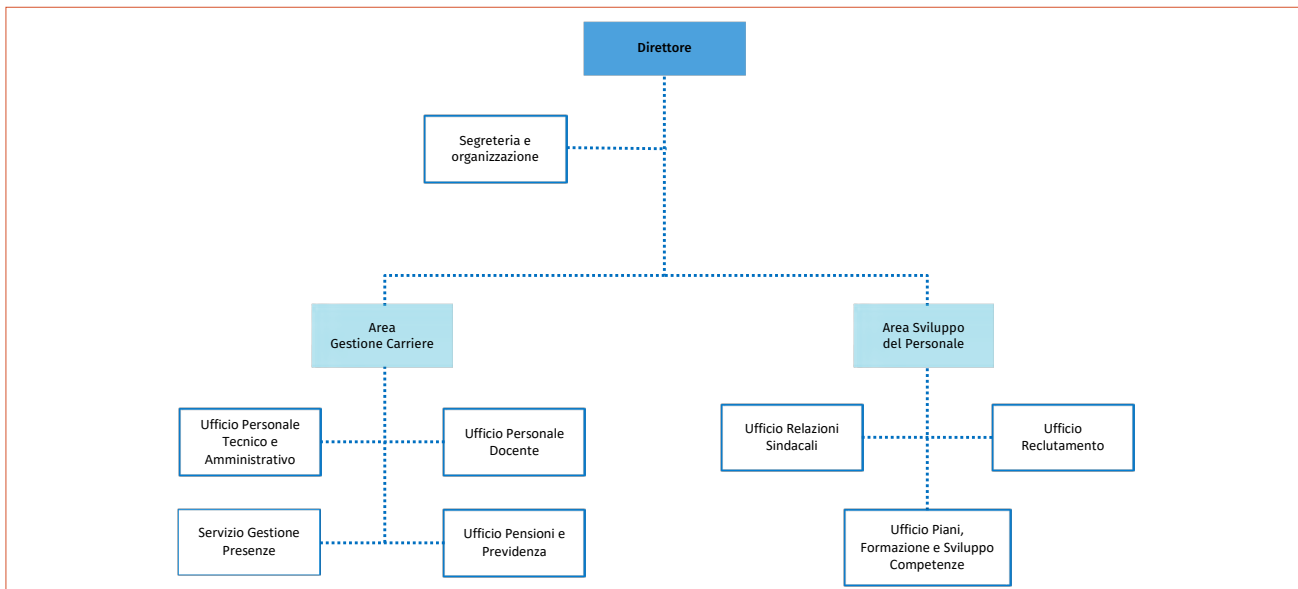 Direttore
Segreteria e
organizzazione
Area
Gestione Carriere
Area Sviluppo
del Personale
Ufficio Personale
Tecnico e
Amministrativo
Ufficio Personale
Docente
Ufficio Relazioni
Sindacali
Ufficio
Reclutamento
Servizio Gestione
Presenze
Ufficio Pensioni e
Previdenza
Ufficio Piani,
Formazione e Sviluppo
Competenze